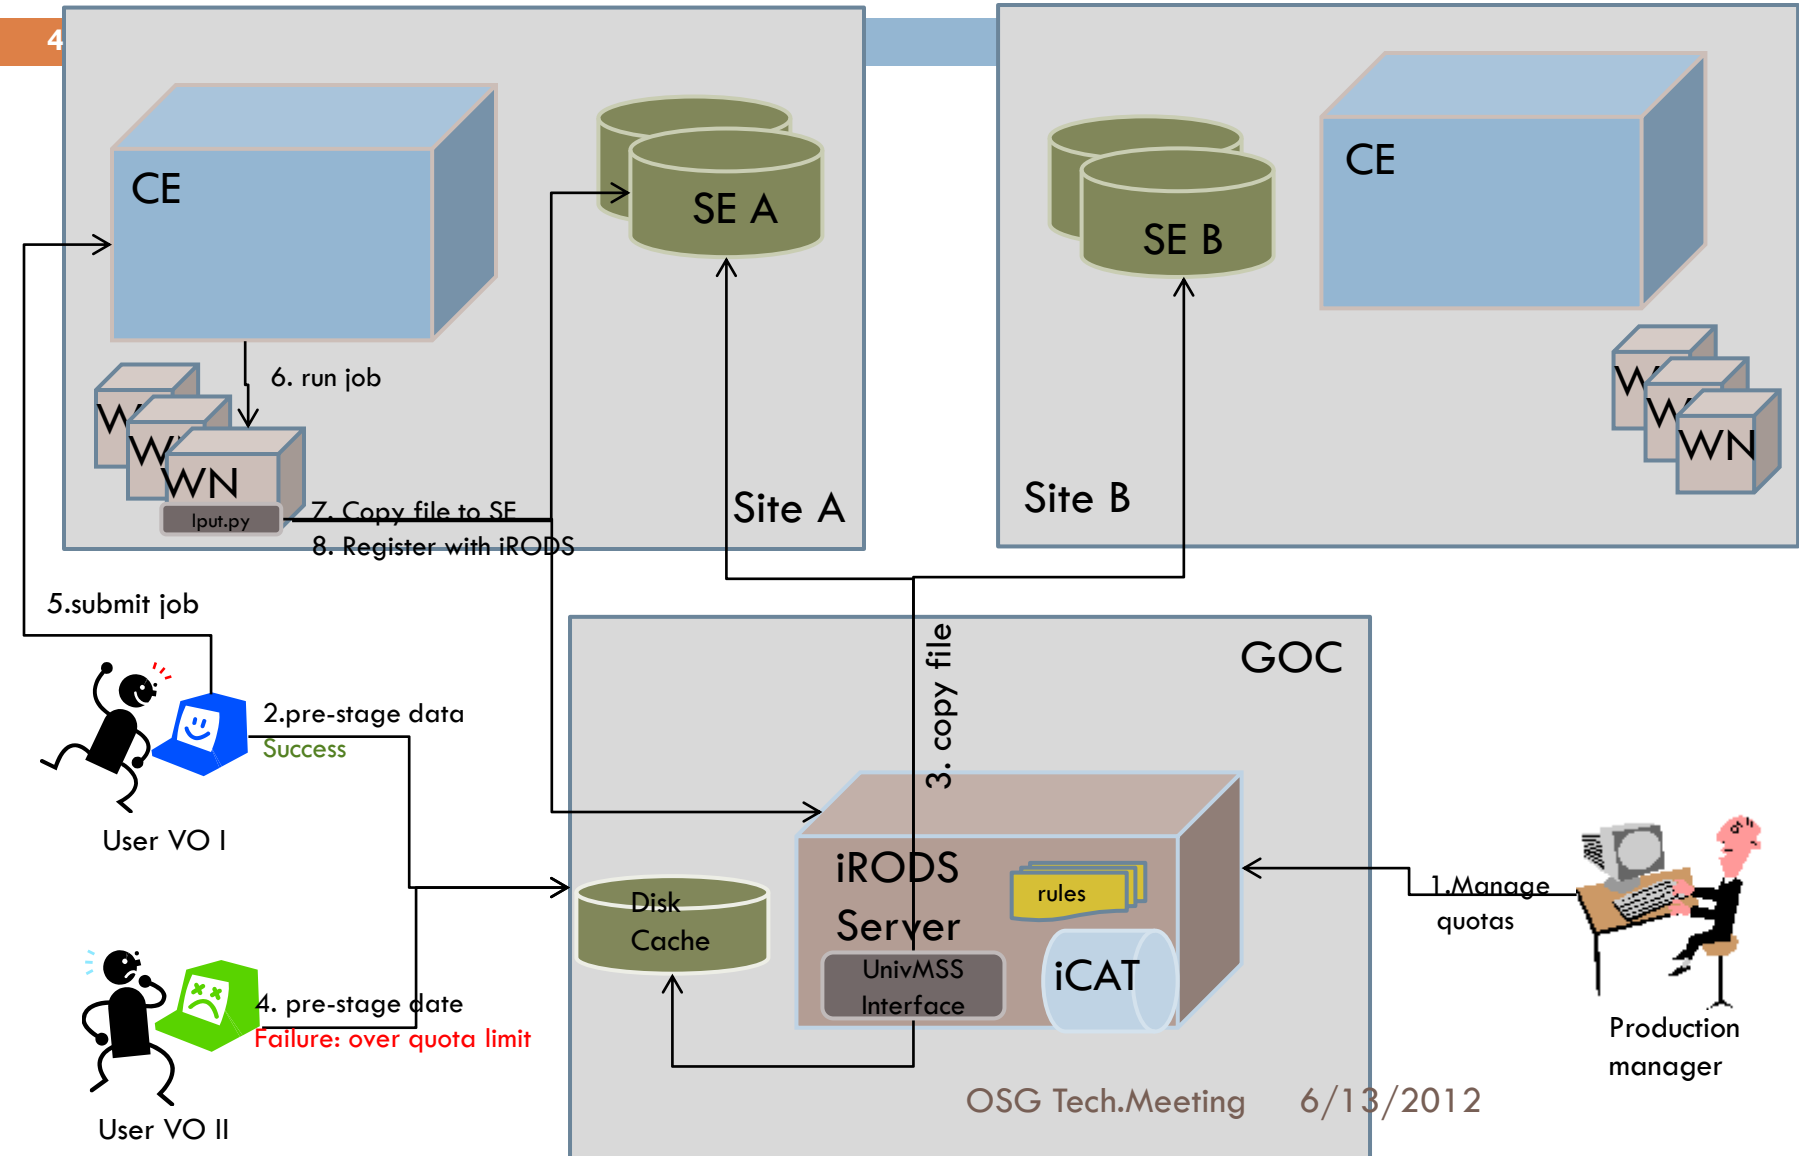 4
CE
SE A
6. run job
W
WN
WN
Iput.py
7. Copy file to SE
8. Register with iRODS
Site A
SE B
CE
W
W
WN
Site B
5.submit job
2.pre-stage data
Success
User VO I
4. pre-stage date
Failure: over quota limit
User VO II
GOC
3. copy file
iRODS
Server
rules
Disk
Cache
UnivMSS
Interface
iCAT
1.Manage
quotas
Production
manager
OSG Tech.Meeting
6/13/2012